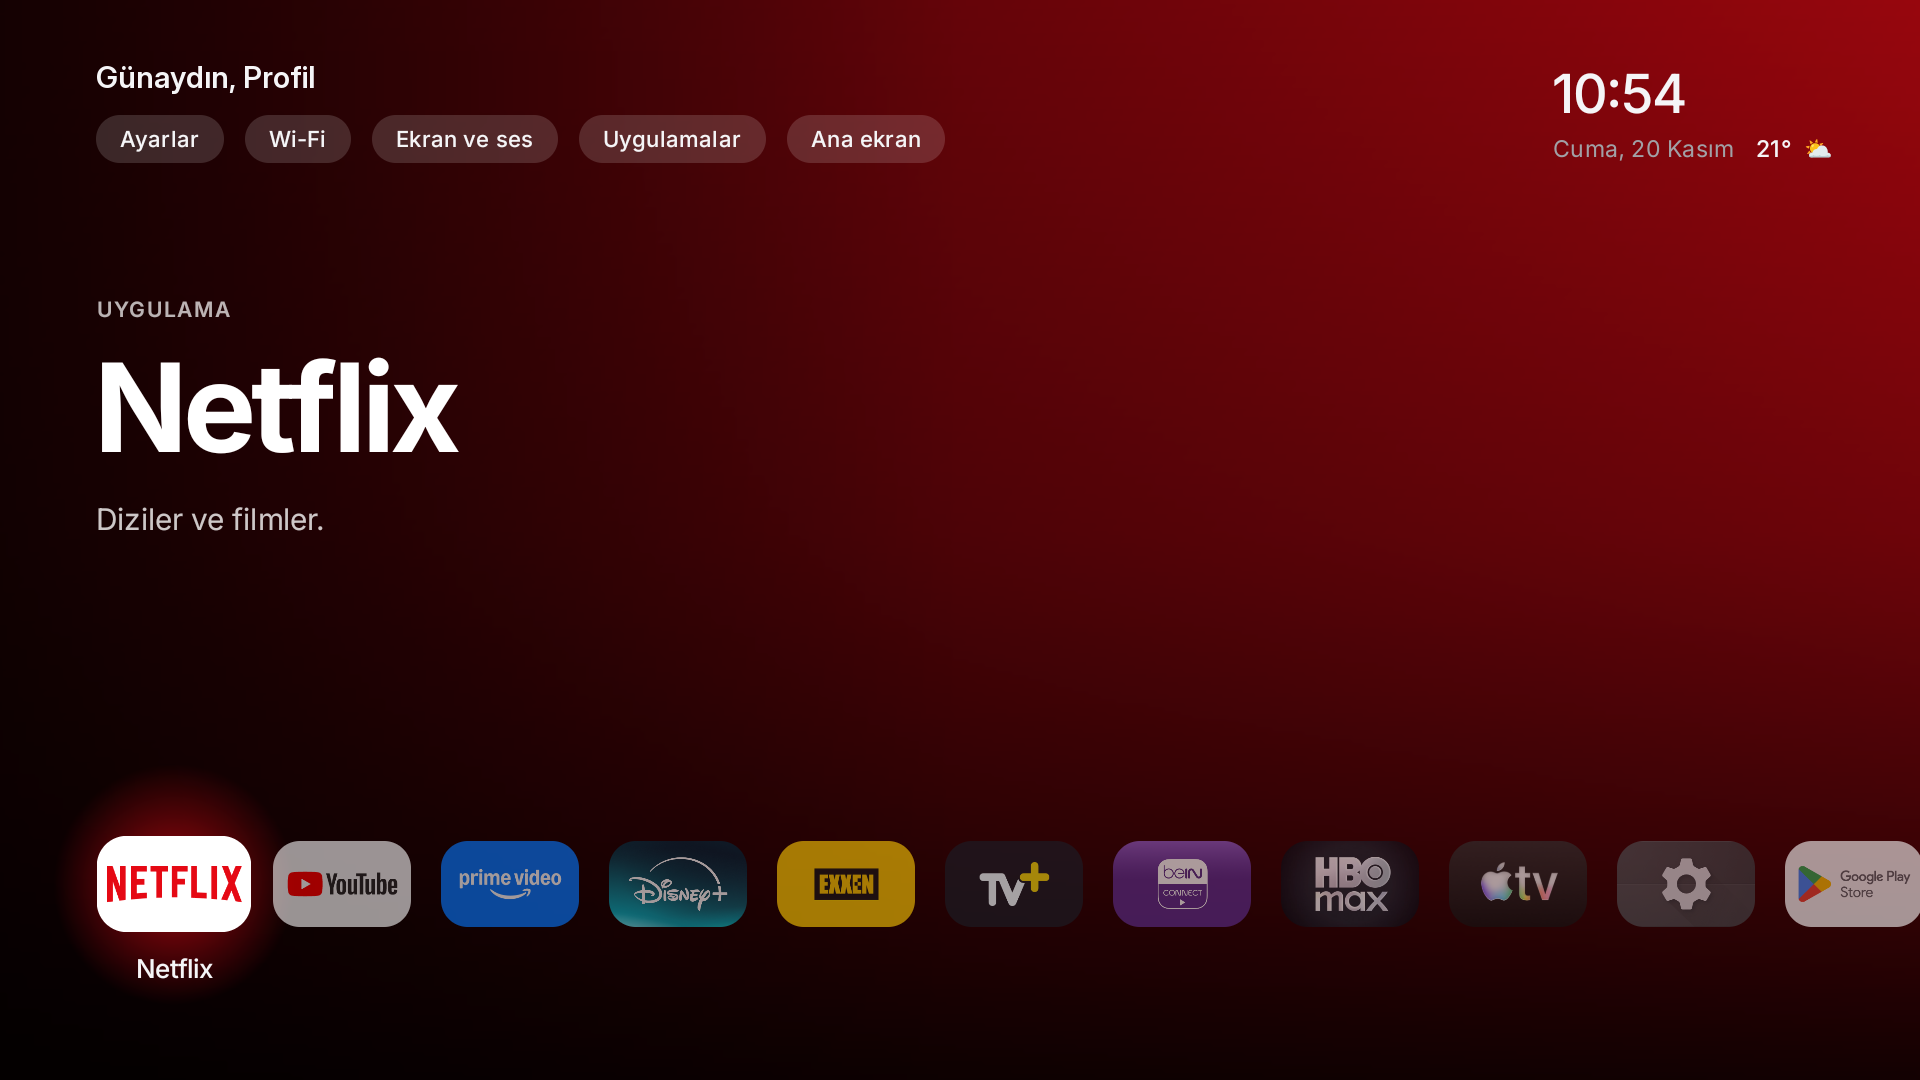 Günaydın, Profil
Ayarlar
Wi-Fi
Ekran ve ses
Uygulamalar
Ana ekran
10:54
Cuma, 20 Kasım 21°
UYGULAMA
Netflix
Diziler ve filmler.
NETFLIX
YouTube
prime video
Disney+
EXXEN
TV+
beIN
CONNECT
HBO
max
tv
Google Play
Store
Netflix